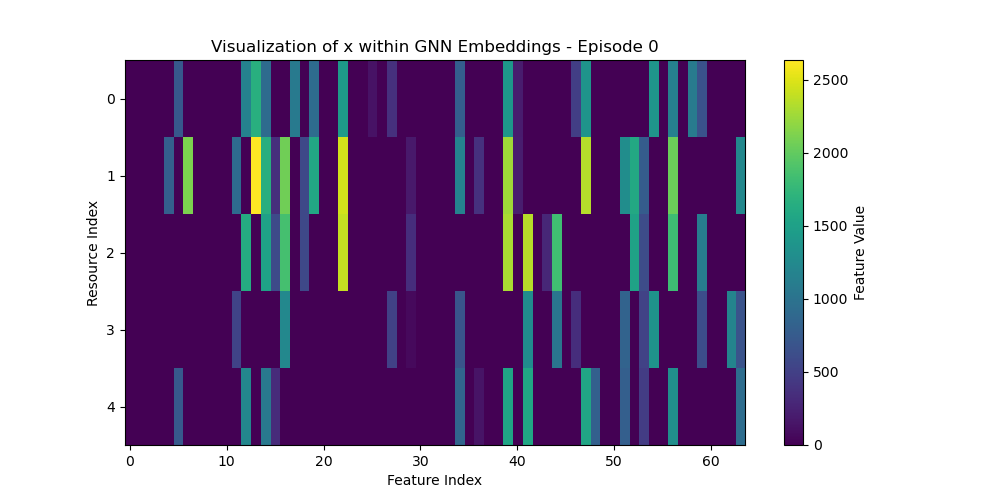 Visualization of x within GNN Embeddings - Episode 0
Resource Index
0
1
2
3
4
0 10 20 30 40 50 60
Feature Index
2500
2000
1500
1000
500
0
Feature Value